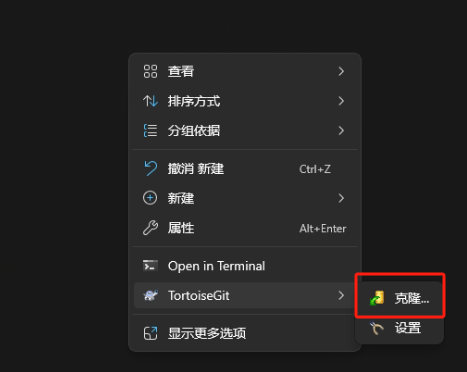 查看
排序方式
分组依据
撤消 新建 Ctrl+Z
新建
属性 Alt+Enter
Open in Terminal
TortoiseGit
克隆...
设置
显示更多选项